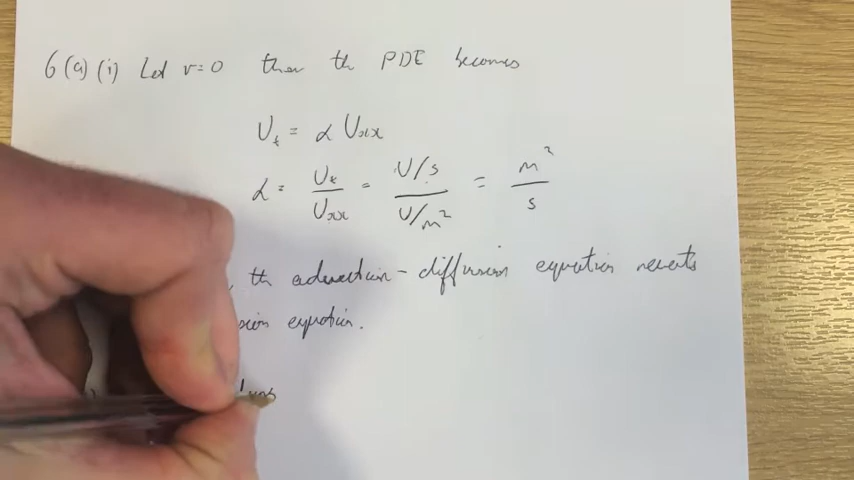 6 (a) (i) Let v=0 then the PDE becomes
U_t = α U_xx
α = U_t / U_xx = U/s / U/m² = m² / s
, the advection - diffusion equation reverts
sion equation.